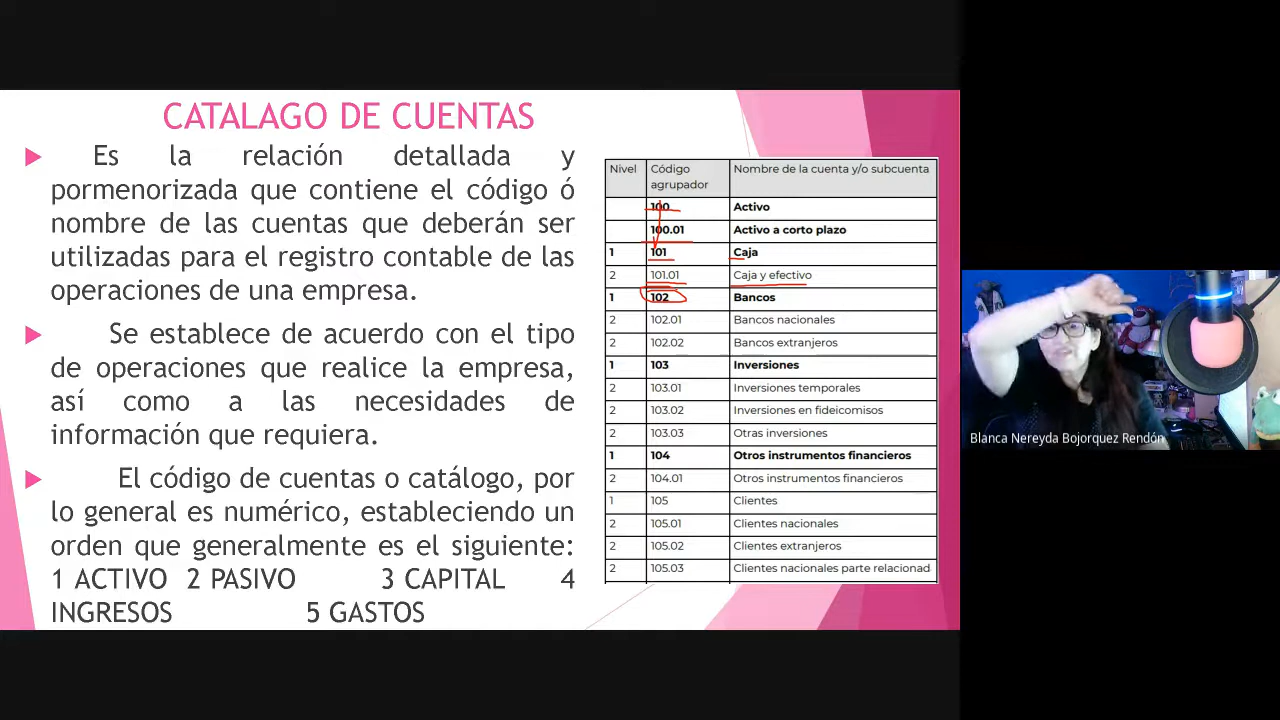 CATALAGO DE CUENTAS
Es la relación detallada y
pormenorizada que contiene el código ó
nombre de las cuentas que deberán ser
utilizadas para el registro contable de las
operaciones de una empresa.
Se establece de acuerdo con el tipo
de operaciones que realice la empresa,
así como a las necesidades de
información que requiera.
El código de cuentas o catálogo, por
lo general es numérico, estableciendo un
orden que generalmente es el siguiente:
1 ACTIVO 2 PASIVO 3 CAPITAL 4
INGRESOS 5 GASTOS
Nivel Código agrupador Nombre de la cuenta y/o subcuenta
100 Activo
100.01 Activo a corto plazo
1 101 Caja
2 101.01 Caja y efectivo
1 102 Bancos
2 102.01 Bancos nacionales
2 102.02 Bancos extranjeros
1 103 Inversiones
2 103.01 Inversiones temporales
2 103.02 Inversiones en fideicomisos
2 103.03 Otras inversiones
1 104 Otros instrumentos financieros
2 104.01 Otros instrumentos financieros
1 105 Clientes
2 105.01 Clientes nacionales
2 105.02 Clientes extranjeros
2 105.03 Clientes nacionales parte relacionad
Blanca Nereyda Bojorquez Rendón